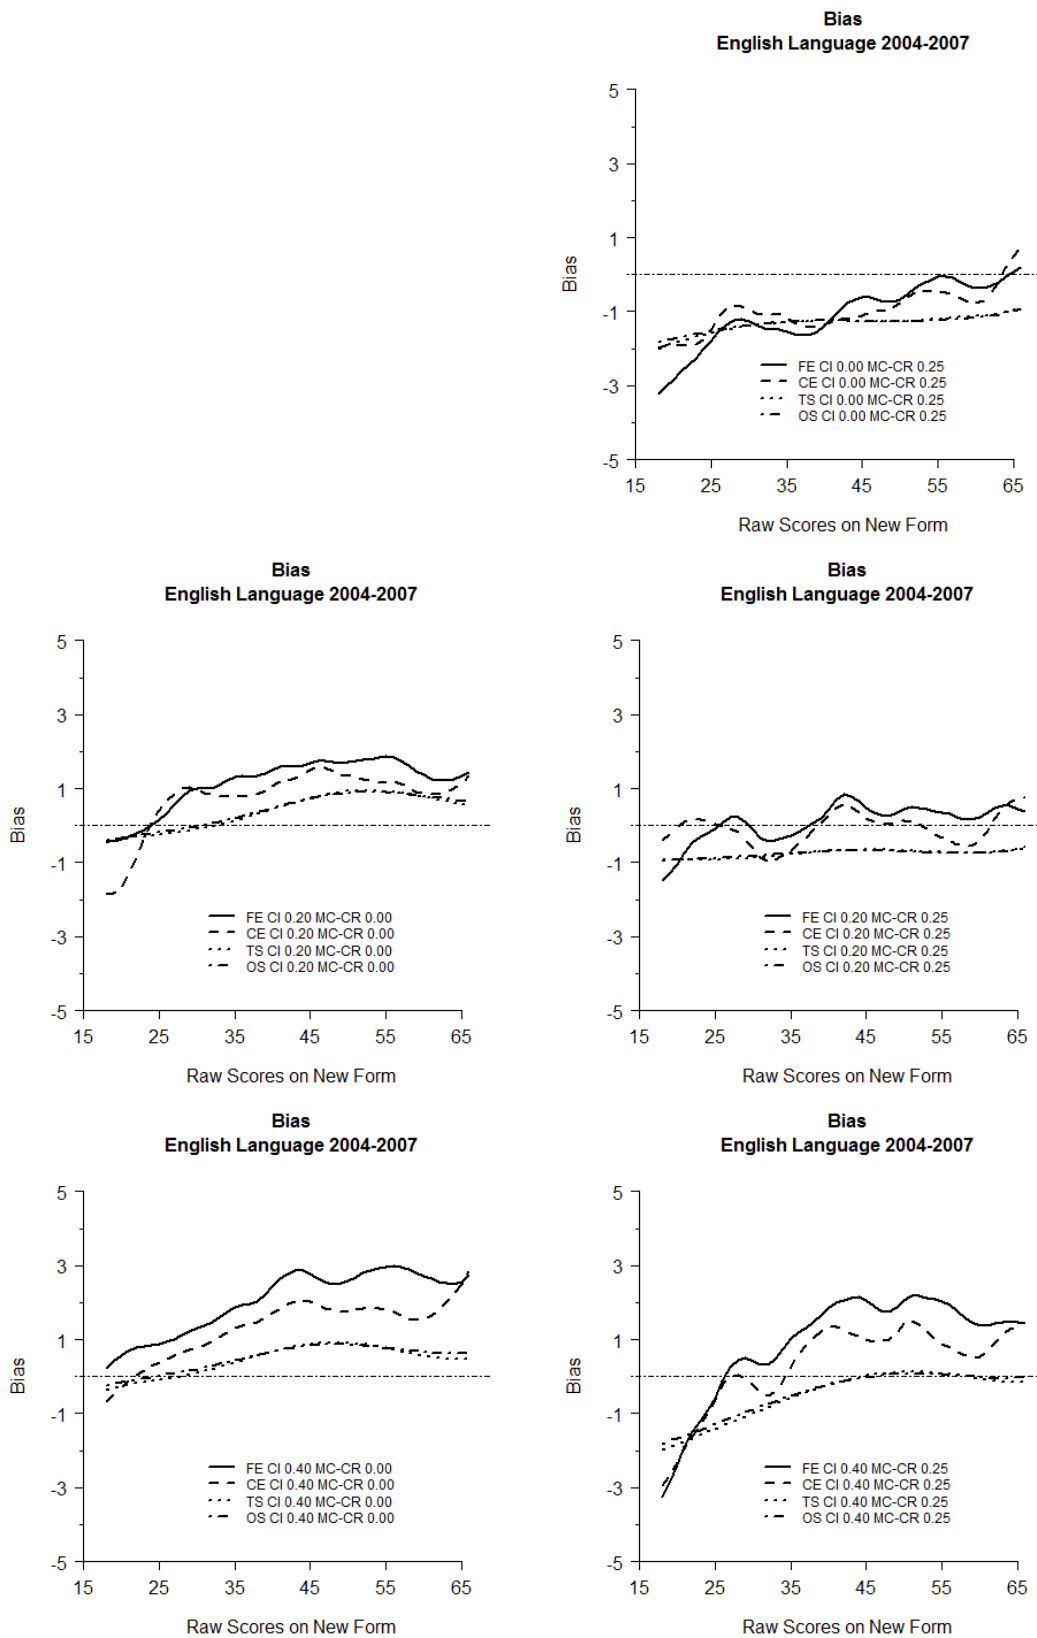 Bias
English Language 2004-2007
5
3
1
-1
-3
-5
Bias
FE CI 0.00 MC-CR 0.25
CE CI 0.00 MC-CR 0.25
TS CI 0.00 MC-CR 0.25
OS CI 0.00 MC-CR 0.25
15 25 35 45 55 65
Raw Scores on New Form
Bias
English Language 2004-2007
5
3
1
-1
-3
-5
Bias
FE CI 0.20 MC-CR 0.00
CE CI 0.20 MC-CR 0.00
TS CI 0.20 MC-CR 0.00
OS CI 0.20 MC-CR 0.00
15 25 35 45 55 65
Raw Scores on New Form
Bias
English Language 2004-2007
5
3
1
-1
-3
-5
Bias
FE CI 0.20 MC-CR 0.25
CE CI 0.20 MC-CR 0.25
TS CI 0.20 MC-CR 0.25
OS CI 0.20 MC-CR 0.25
15 25 35 45 55 65
Raw Scores on New Form
Bias
English Language 2004-2007
5
3
1
-1
-3
-5
Bias
FE CI 0.40 MC-CR 0.00
CE CI 0.40 MC-CR 0.00
TS CI 0.40 MC-CR 0.00
OS CI 0.40 MC-CR 0.00
15 25 35 45 55 65
Raw Scores on New Form
Bias
English Language 2004-2007
5
3
1
-1
-3
-5
Bias
FE CI 0.40 MC-CR 0.25
CE CI 0.40 MC-CR 0.25
TS CI 0.40 MC-CR 0.25
OS CI 0.40 MC-CR 0.25
15 25 35 45 55 65
Raw Scores on New Form